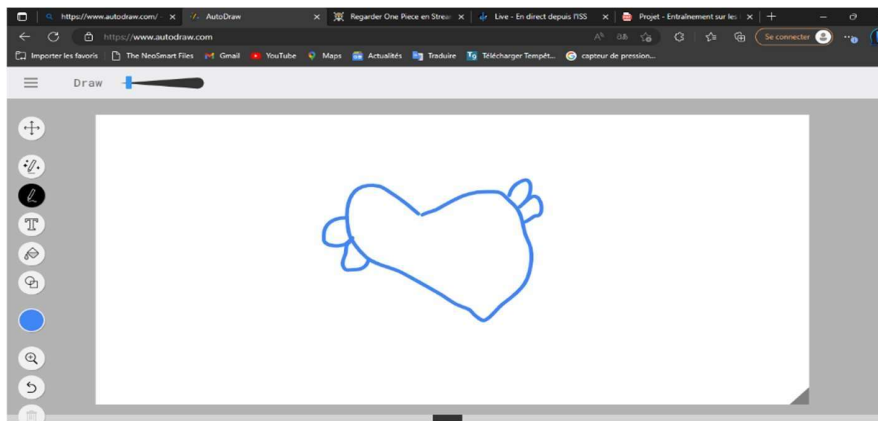 https://www.autodraw.com/
AutoDraw
Regarder One Piece en Strear
Live - En direct depuis l'ISS
Projet - Entraînement sur les
https://www.autodraw.com
Se connecter
Importer les favoris
The NeoSmart Files
Gmail
YouTube
Maps
Actualités
Traduire
Télécharger Tempêt...
capteur de pression...
Draw
T